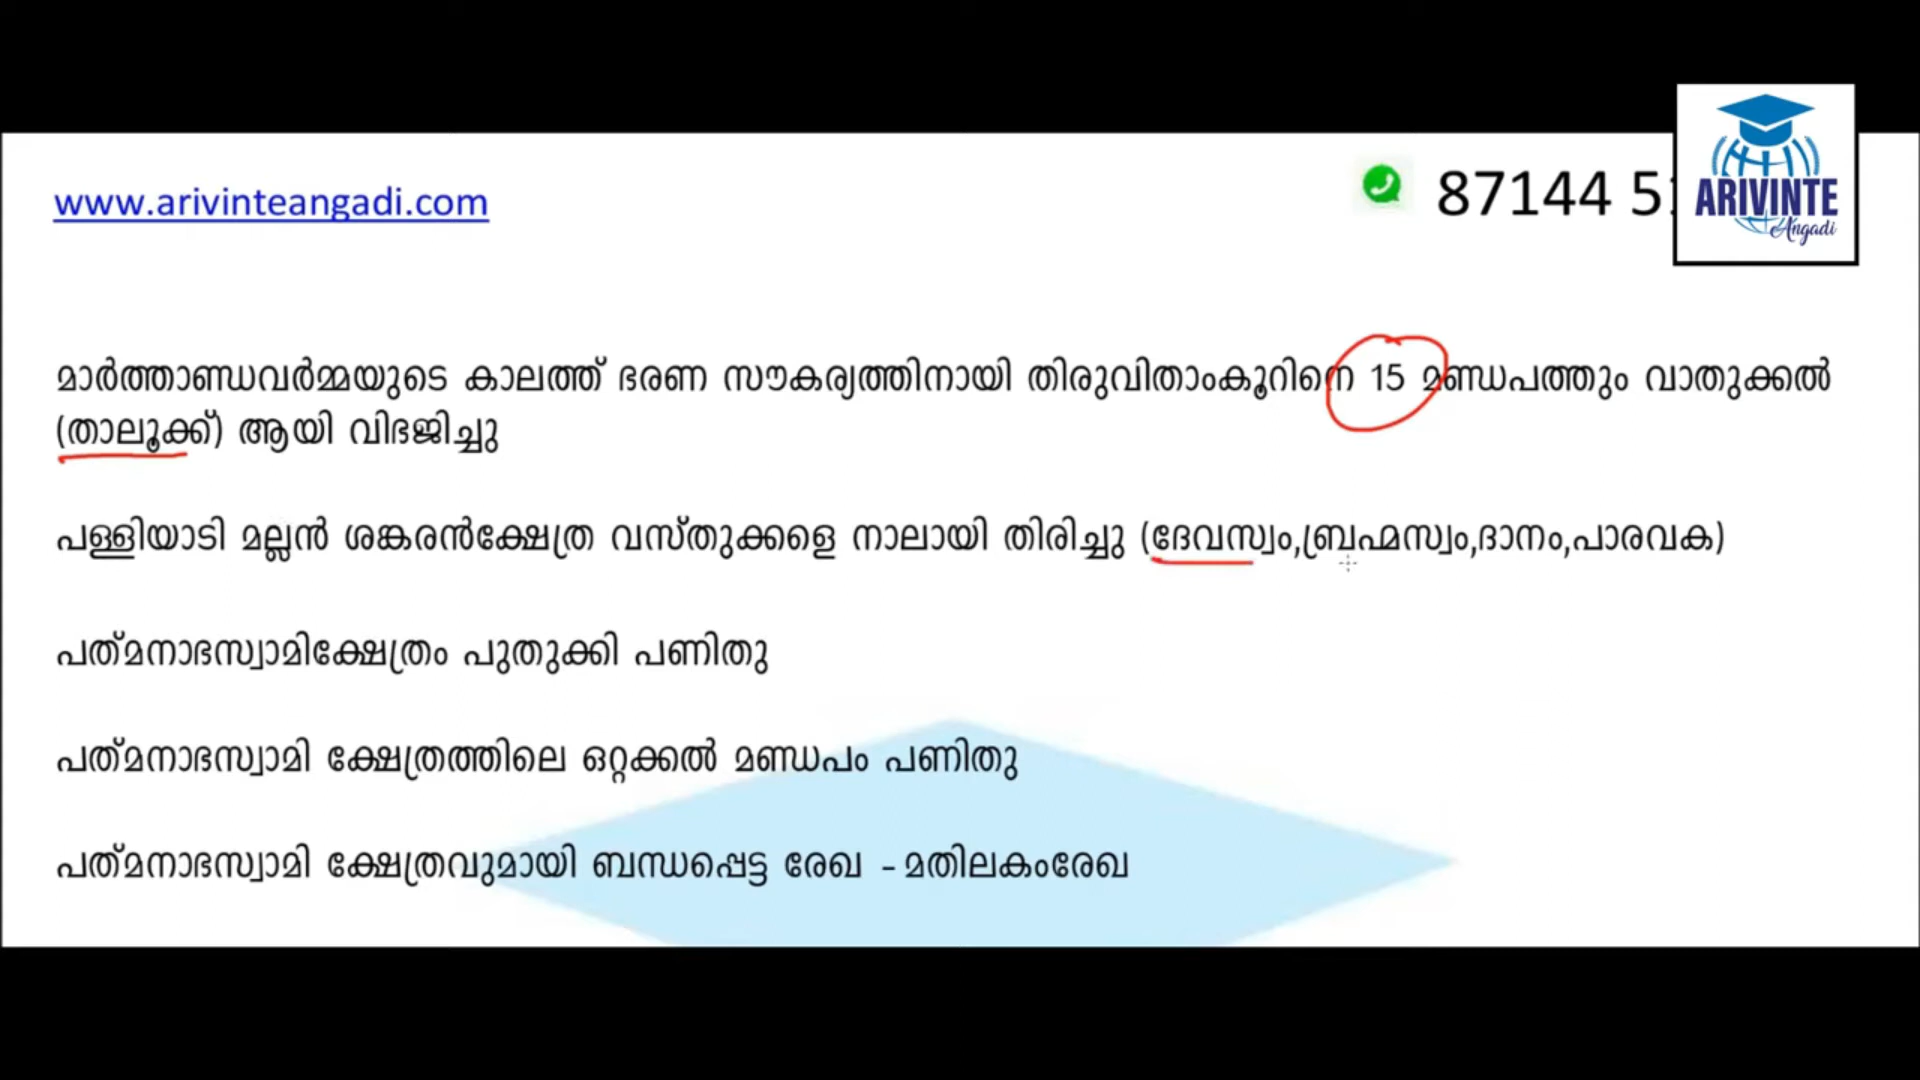 www.arivinteangadi.com
87144 5
ARIVINTE
Angadi
മാർത്താണ്ഡവർമ്മയുടെ കാലത്ത് ഭരണ സൗകര്യത്തിനായി തിരുവിതാംകൂറിനെ 15 മണ്ഡപത്തും വാതുക്കൽ
(താലൂക്ക്) ആയി വിഭജിച്ചു
പള്ളിയാടി മല്ലൻ ശങ്കരൻക്ഷേത്ര വസ്തുക്കളെ നാലായി തിരിച്ചു (ദേവസ്വം,ബ്രഹ്മസ്വം,ദാനം,പാരവക)
പത്മനാഭസ്വാമിക്ഷേത്രം പുതുക്കി പണിതു
പത്മനാഭസ്വാമി ക്ഷേത്രത്തിലെ ഒറ്റക്കൽ മണ്ഡപം പണിതു
പത്മനാഭസ്വാമി ക്ഷേത്രവുമായി ബന്ധപ്പെട്ട രേഖ - മതിലകംരേഖ